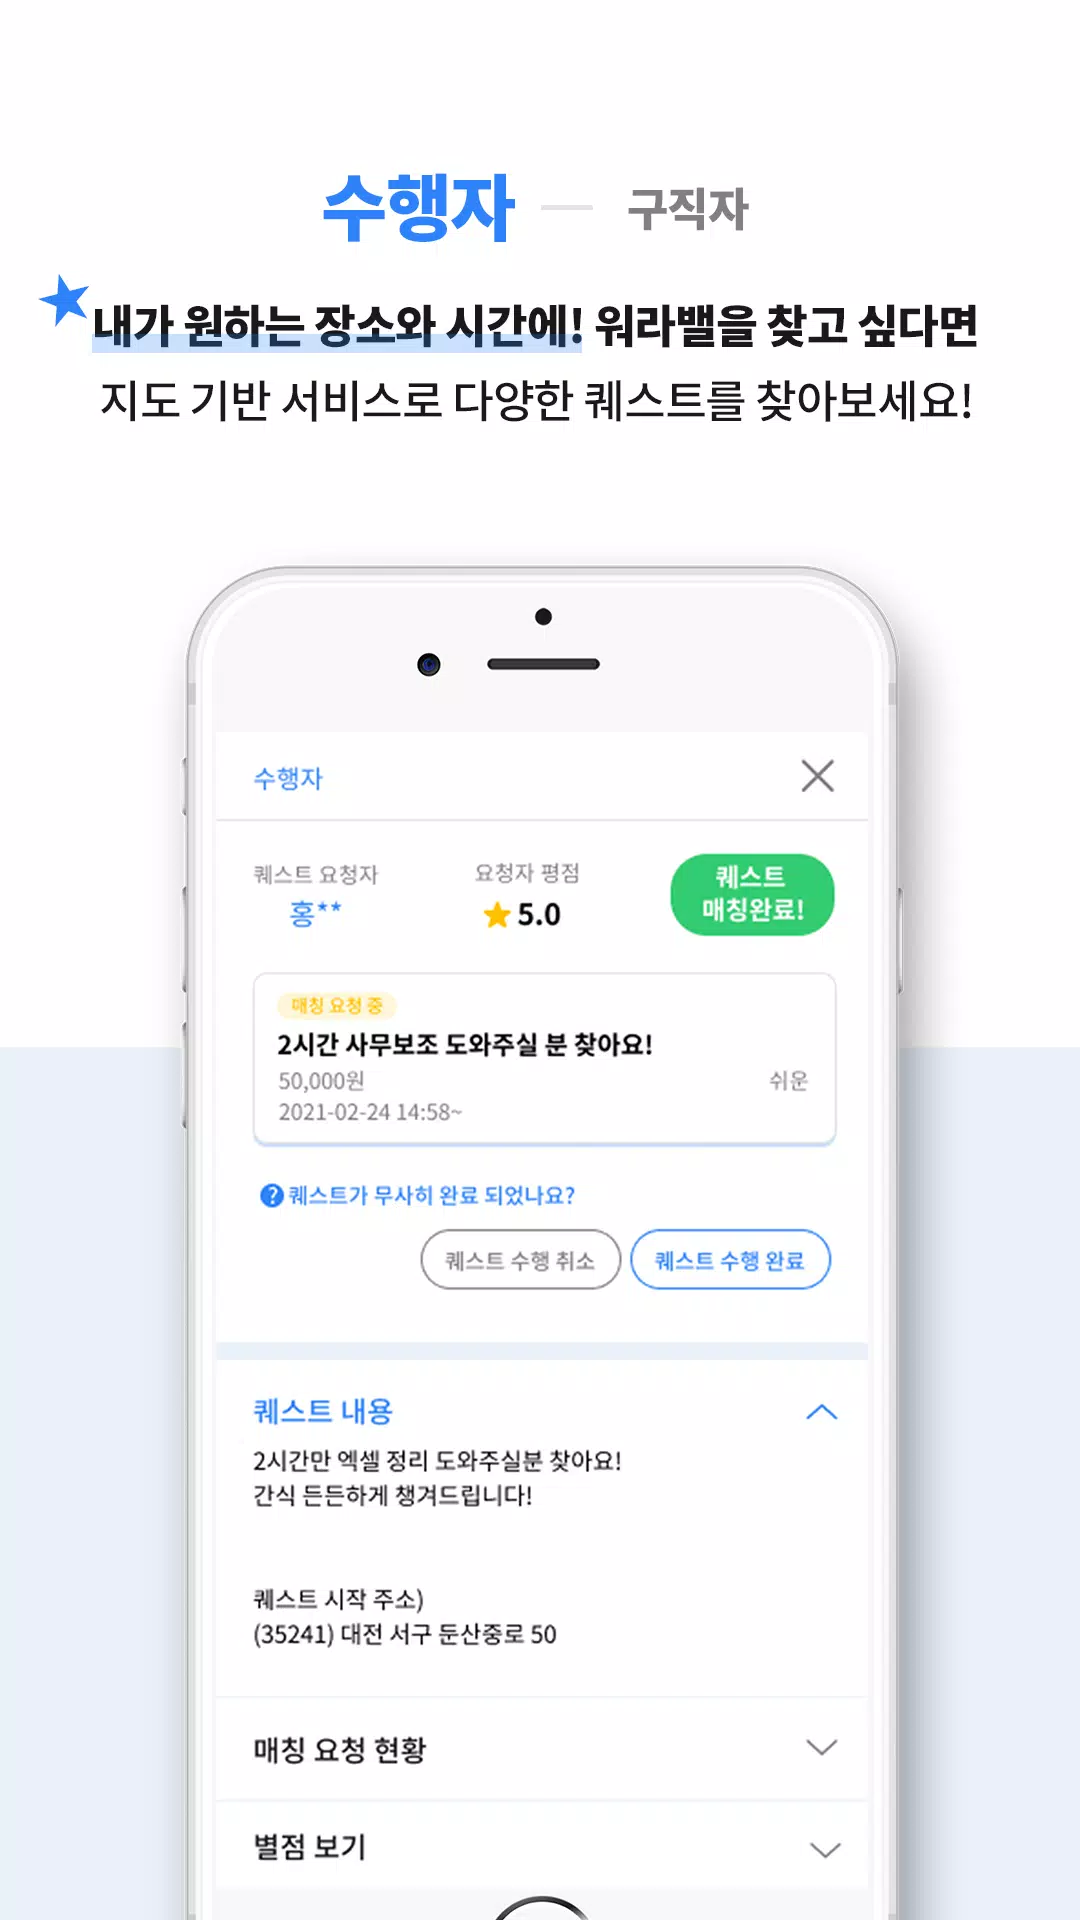 수행자 — 구직자
내가 원하는 장소와 시간에! 워라밸을 찾고 싶다면
지도 기반 서비스로 다양한 퀘스트를 찾아보세요!
수행자
퀘스트 요청자
홍**
요청자 평점
5.0
퀘스트
매칭완료!
매칭 요청 중
2시간 사무보조 도와주실 분 찾아요!
50,000원
쉬운
2021-02-24 14:58~
퀘스트가 무사히 완료 되었나요?
퀘스트 수행 취소
퀘스트 수행 완료
퀘스트 내용
2시간만 엑셀 정리 도와주실분 찾아요!
간식 든든하게 챙겨드립니다!
퀘스트 시작 주소)
(35241) 대전 서구 둔산중로 50
매칭 요청 현황
별점 보기